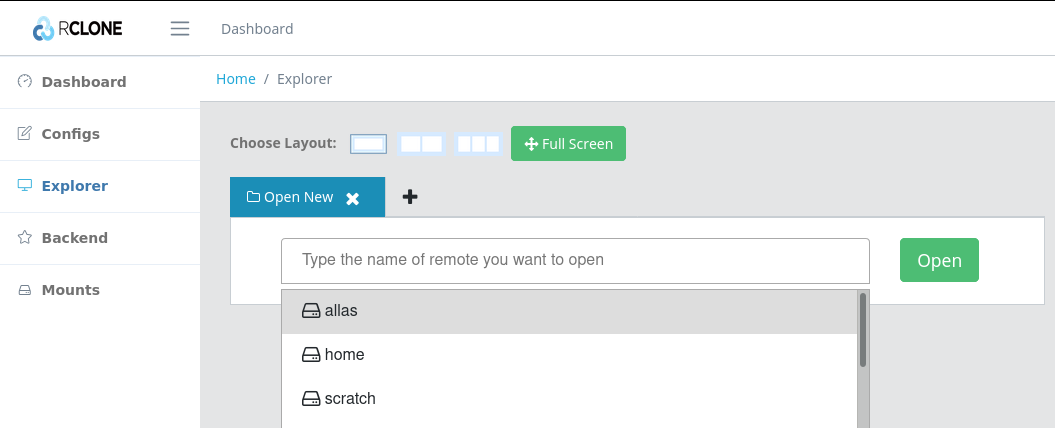 RCLONE
Dashboard
Dashboard
Configs
Explorer
Backend
Mounts
Home / Explorer
Choose Layout:
Full Screen
Open New
Type the name of remote you want to open
Open
allas
home
scratch